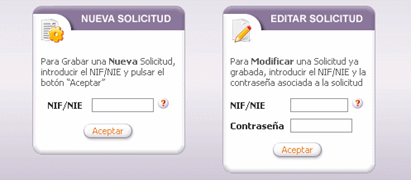 NUEVA SOLICITUD
Para Grabar una Nueva Solicitud,
introducir el NIF/NIE y pulsar el
botón "Aceptar"
NIF/NIE ?
Aceptar
EDITAR SOLICITUD
Para Modificar una Solicitud ya
grabada, introducir el NIF/NIE y la
contraseña asociada a la solicitud
NIF/NIE ?
Contraseña
Aceptar